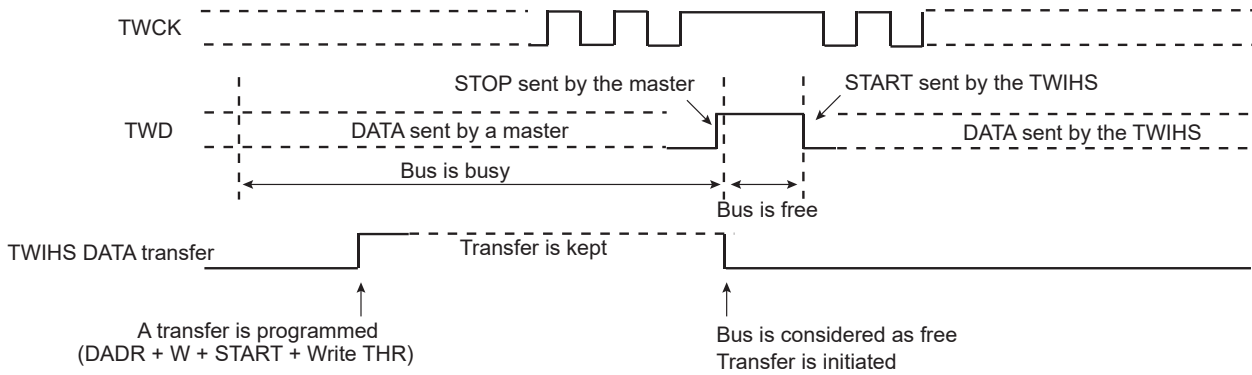 TWCK
STOP sent by the master
START sent by the TWIHS
TWD
DATA sent by a master
DATA sent by the TWIHS
Bus is busy
Bus is free
TWIHS DATA transfer
Transfer is kept
A transfer is programmed
(DADR + W + START + Write THR)
Bus is considered as free
Transfer is initiated